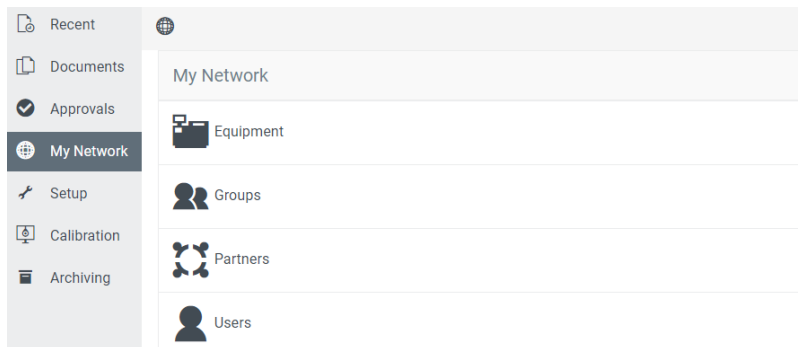 Recent
Documents
Approvals
My Network
Setup
Calibration
Archiving
My Network
Equipment
Groups
Partners
Users